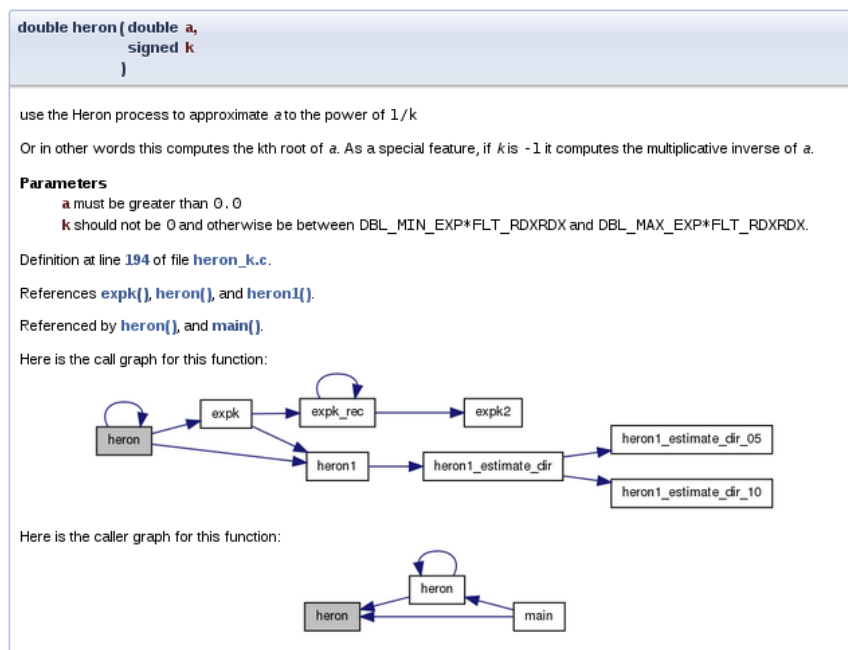 double heron ( double a,
signed k
)
use the Heron process to approximate a to the power of 1/k
Or in other words this computes the kth root of a. As a special feature, if k is -1 it computes the multiplicative inverse of a.
Parameters
a must be greater than 0.0
k should not be 0 and otherwise be between DBL_MIN_EXP*FLT_RDXRDX and DBL_MAX_EXP*FLT_RDXRDX.
Definition at line 194 of file heron_k.c.
References expk(), heron(), and heron1().
Referenced by heron(), and main().
Here is the call graph for this function:
heron
expk
expk_rec
expk2
heron1
heron1_estimate_dir
heron1_estimate_dir_05
heron1_estimate_dir_10
Here is the caller graph for this function:
heron
heron
main